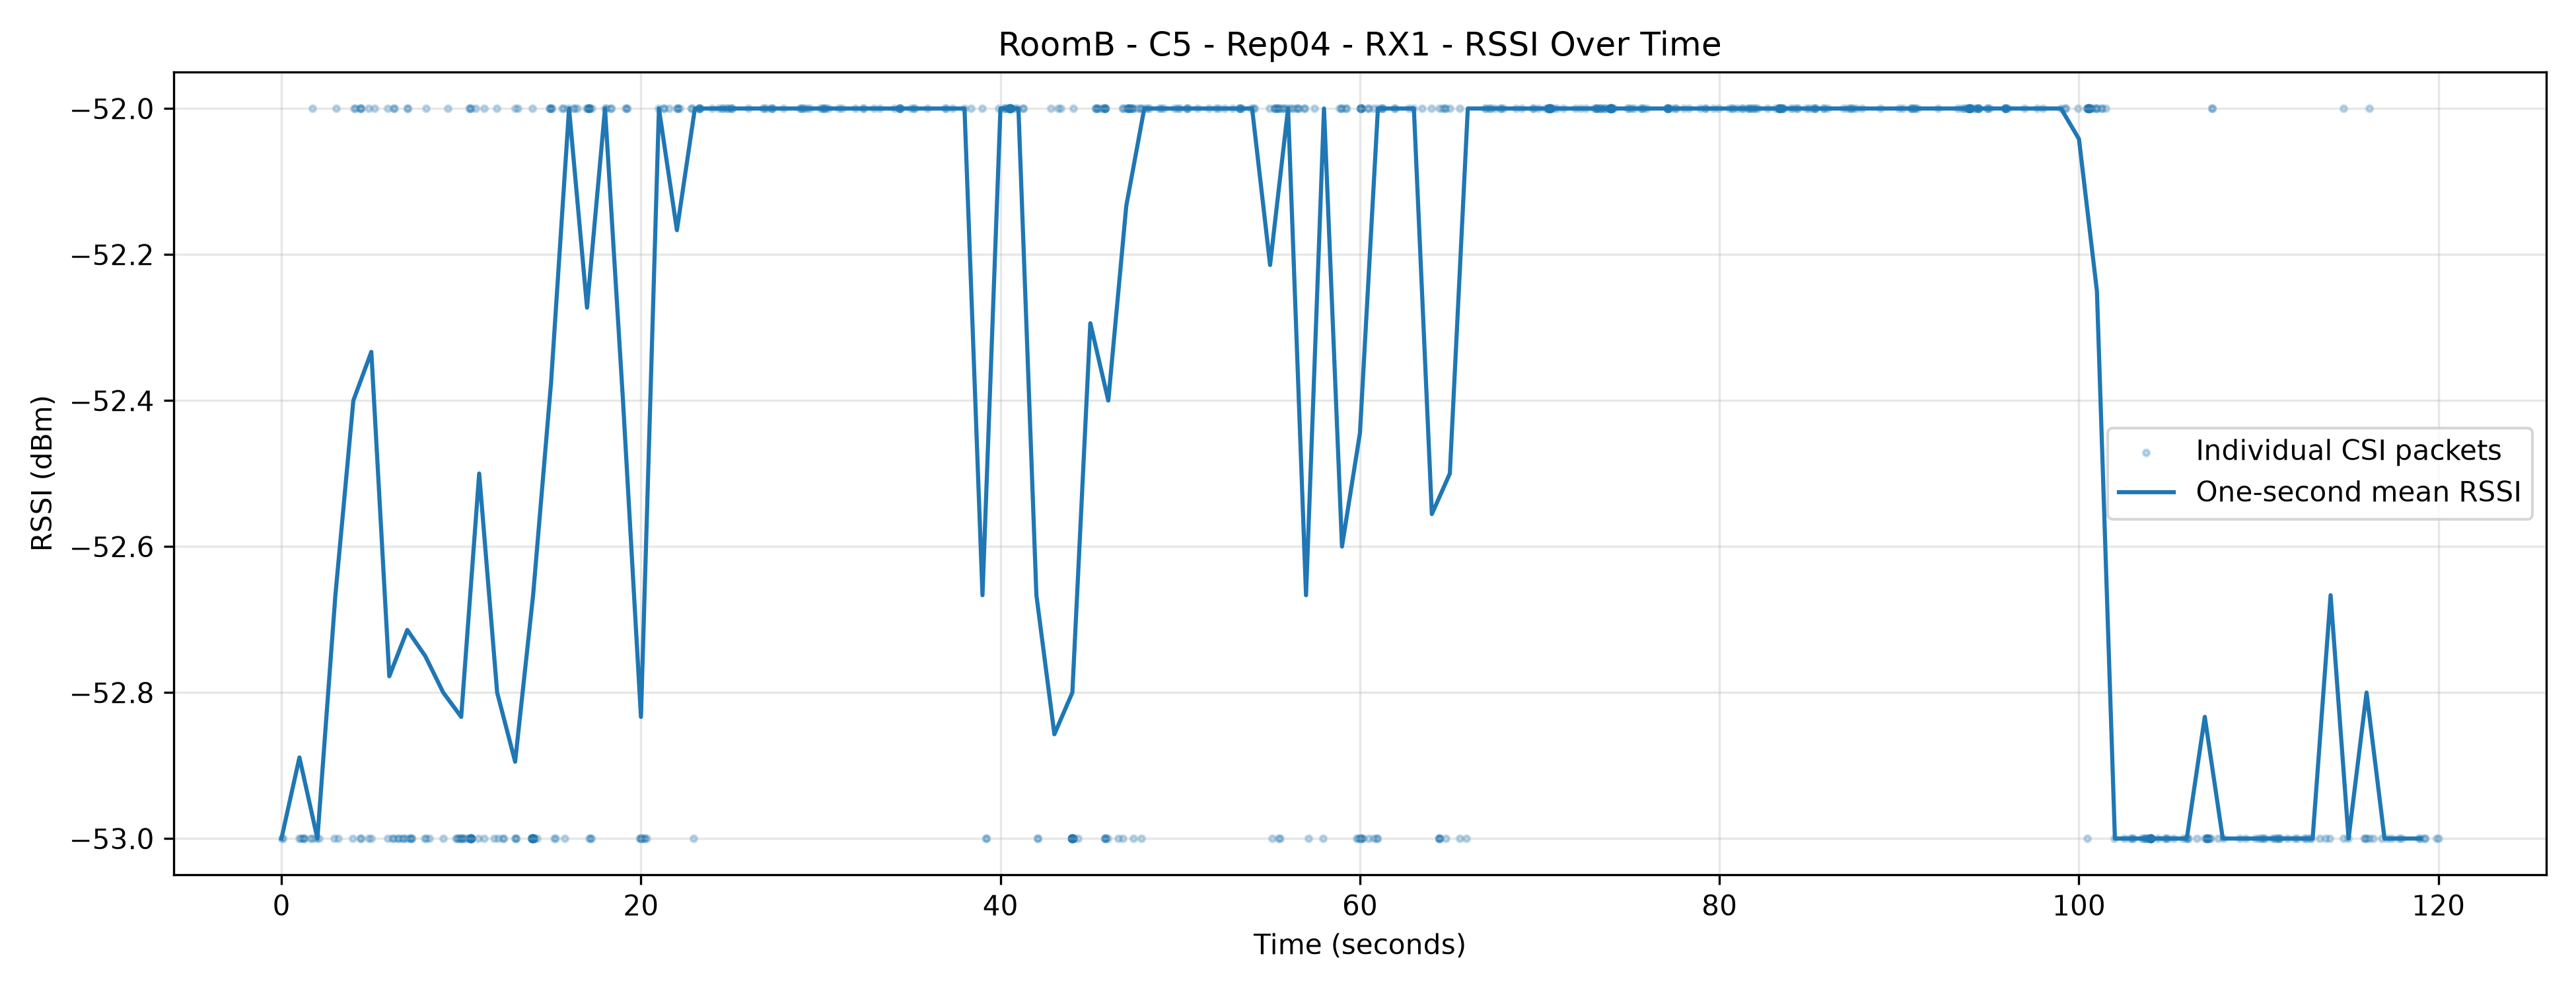 RoomB - C5 - Rep04 - RX1 - RSSI Over Time
RSSI (dBm)
−52.0
−52.2
−52.4
−52.6
−52.8
−53.0
Individual CSI packets
One-second mean RSSI
0 20 40 60 80 100 120
Time (seconds)